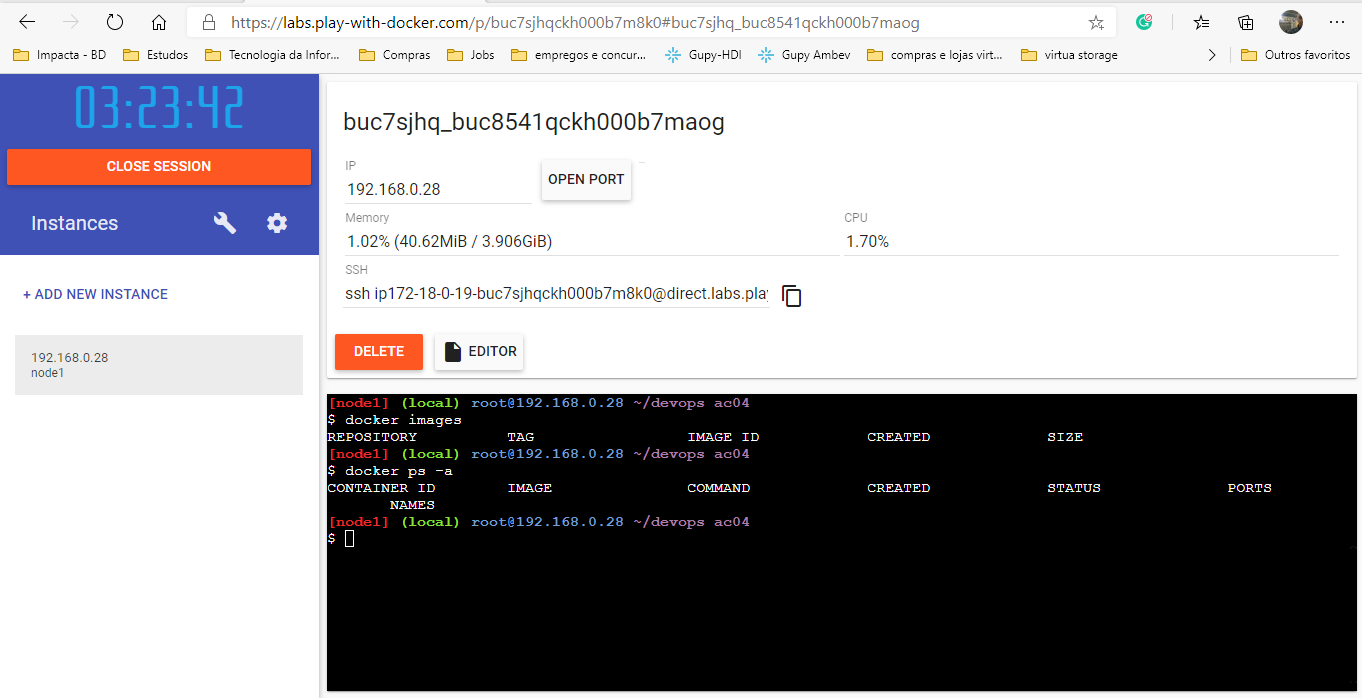 https://labs.play-with-docker.com/p/buc7sjhqckh000b7m8k0#buc7sjhq_buc8541qckh000b7maog
Impacta - BD Estudos Tecnologia da Infor... Compras Jobs empregos e concur... Gupy-HDI Gupy Ambev compras e lojas virt... virtua storage Outros favoritos
03:23:42
CLOSE SESSION
Instances
+ ADD NEW INSTANCE
192.168.0.28
node1
buc7sjhq_buc8541qckh000b7maog
IP
192.168.0.28
OPEN PORT
Memory CPU
1.02% (40.62MiB / 3.906GiB) 1.70%
SSH
ssh ip172-18-0-19-buc7sjhqckh000b7m8k0@direct.labs.pla
DELETE EDITOR
[node1] (local) root@192.168.0.28 ~/devops ac04
$ docker images
REPOSITORY TAG IMAGE ID CREATED SIZE
[node1] (local) root@192.168.0.28 ~/devops ac04
$ docker ps -a
CONTAINER ID IMAGE COMMAND CREATED STATUS PORTS
NAMES
[node1] (local) root@192.168.0.28 ~/devops ac04
$